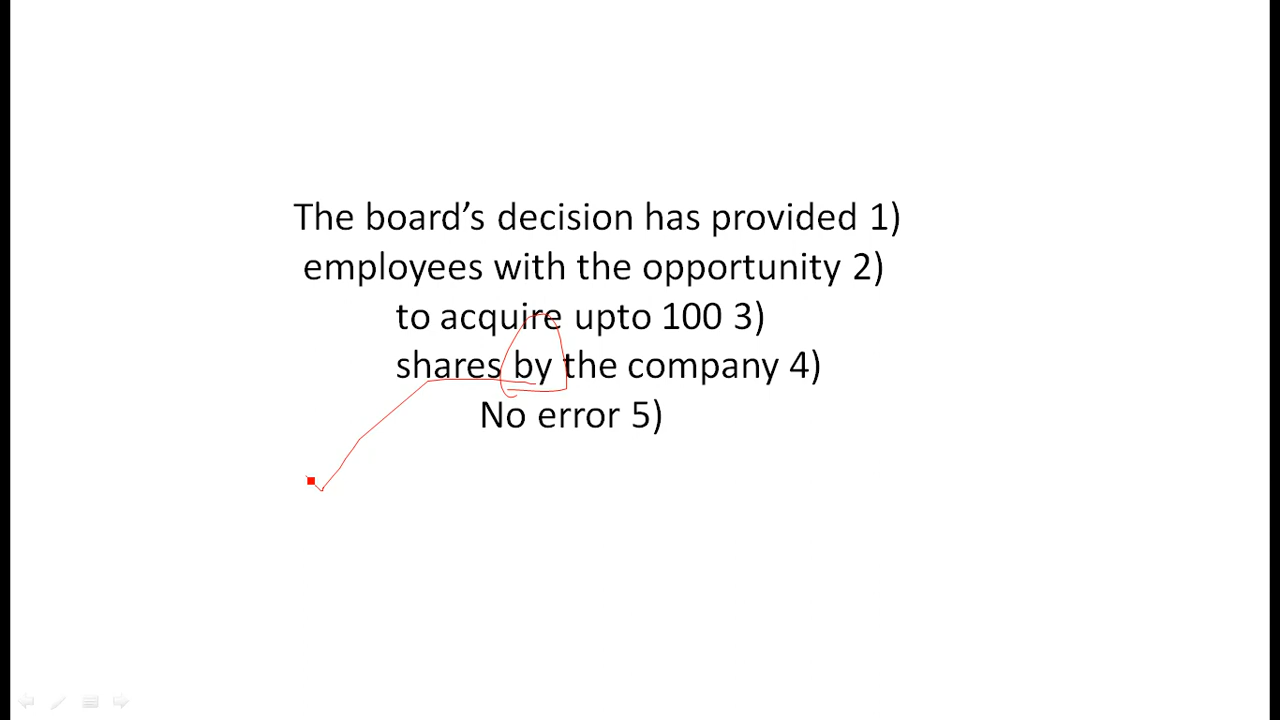 The board’s decision has provided 1)
employees with the opportunity 2)
to acquire upto 100 3)
shares by the company 4)
No error 5)